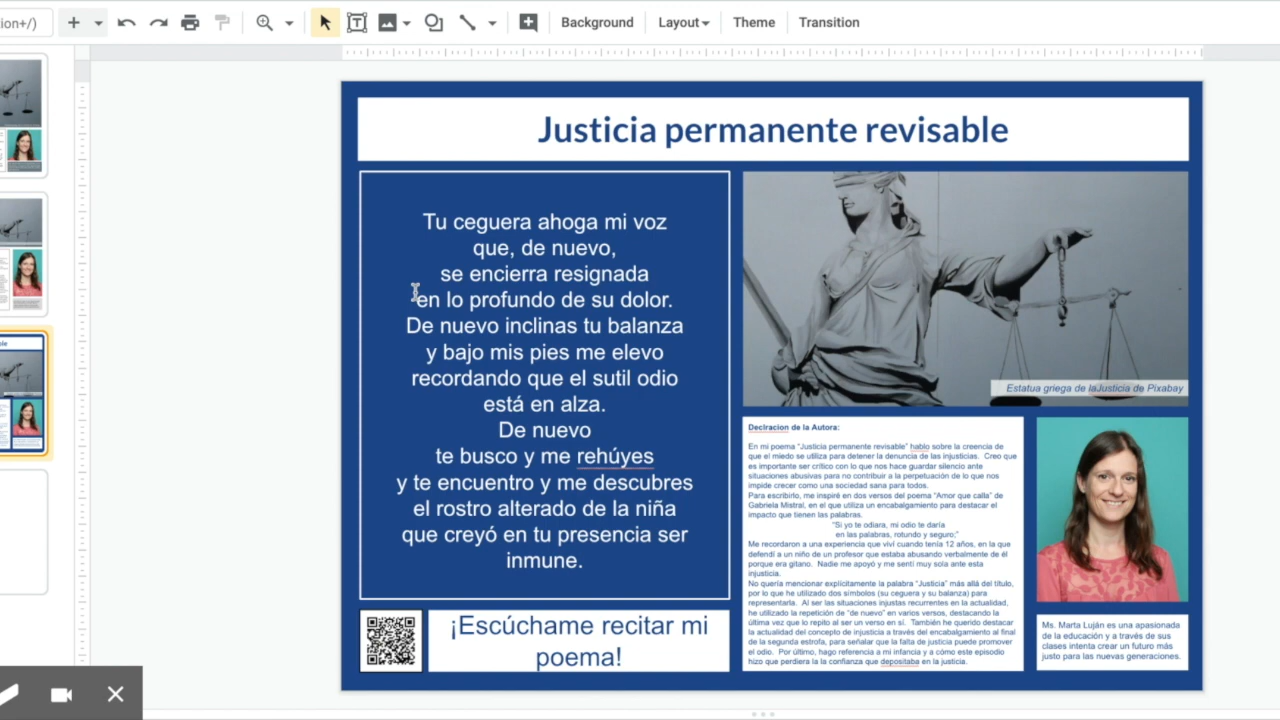 ion+/)
Background
Layout
Theme
Transition
le
Justicia permanente revisable
Tu ceguera ahoga mi voz
que, de nuevo,
se encierra resignada
en lo profundo de su dolor.
De nuevo inclinas tu balanza
y bajo mis pies me elevo
recordando que el sutil odio
está en alza.
De nuevo
te busco y me rehúyes
y te encuentro y me descubres
el rostro alterado de la niña
que creyó en tu presencia ser
inmune.
¡Escúchame recitar mi
poema!
Estatua griega de laJusticia de Pixabay
Declracion de la Autora:
En mi poema “Justicia permanente revisable” hablo sobre la creencia de
que el miedo se utiliza para detener la denuncia de las injusticias. Creo que
es importante ser crítico con lo que nos hace guardar silencio ante
situaciones abusivas para no contribuir a la perpetuación de lo que nos
impide crecer como una sociedad sana para todos.
Para escribirlo, me inspiré en dos versos del poema “Amor que calla” de
Gabriela Mistral, en el que utiliza un encabalgamiento para destacar el
impacto que tienen las palabras.
“Si yo te odiara, mi odio te daría
en las palabras, rotundo y seguro;”
Me recordaron a una experiencia que viví cuando tenía 12 años, en la que
defendí a un niño de un profesor que estaba abusando verbalmente de él
porque era gitano. Nadie me apoyó y me sentí muy sola ante esta
injusticia.
No quería mencionar explícitamente la palabra “Justicia” más allá del título,
por lo que he utilizado dos símbolos (su ceguera y su balanza) para
representarla. Al ser las situaciones injustas recurrentes en la actualidad,
he utilizado la repetición de “de nuevo” en varios versos, destacando la
última vez que lo repito al ser un verso en sí. También he querido destacar
la actualidad del concepto de injusticia a través del encabalgamiento al final
de la segunda estrofa, para señalar que la falta de justicia puede promover
el odio. Por último, hago referencia a mi infancia y a cómo este episodio
hizo que perdiera la la confianza que depositaba en la justicia.
Ms. Marta Luján es una apasionada
de la educación y a través de sus
clases intenta crear un futuro más
justo para las nuevas generaciones.